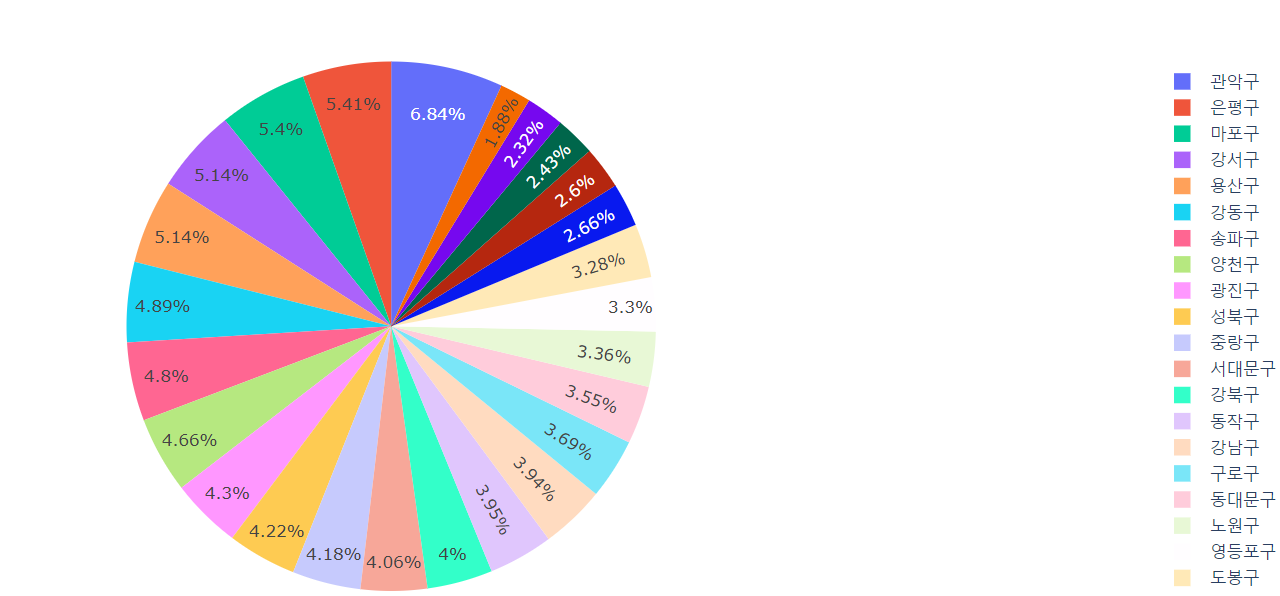 5.41%
6.84%
1.88%
5.4%
2.32%
2.43%
5.14%
2.6%
2.66%
5.14%
3.28%
4.89%
3.3%
3.36%
4.8%
3.55%
4.66%
3.69%
4.3%
3.94%
3.95%
4.22%
4.18%
4.06%
4%
관악구
은평구
마포구
강서구
용산구
강동구
송파구
양천구
광진구
성북구
중랑구
서대문구
강북구
동작구
강남구
구로구
동대문구
노원구
영등포구
도봉구